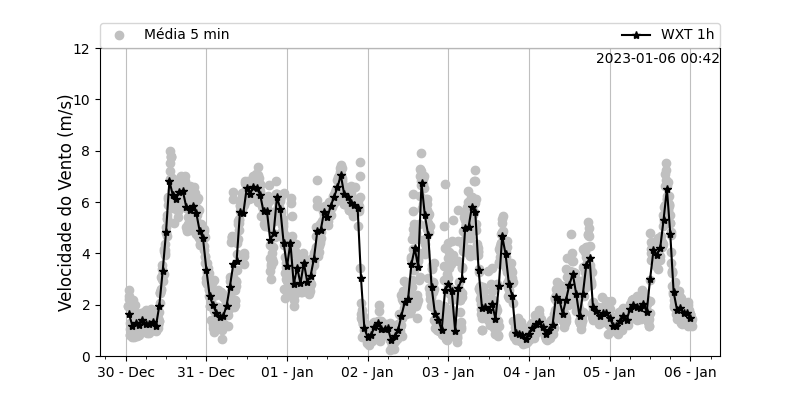 Média 5 min
WXT 1h
2023-01-06 00:42
Velocidade do Vento (m/s)
12
10
8
6
4
2
0
30 - Dec
31 - Dec
01 - Jan
02 - Jan
03 - Jan
04 - Jan
05 - Jan
06 - Jan